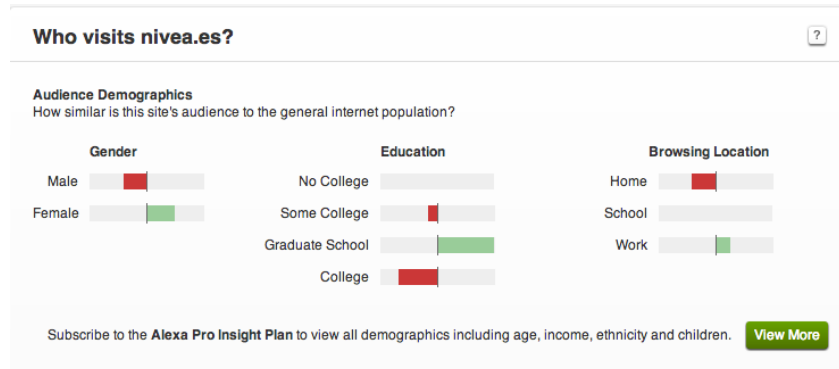 Who visits nivea.es?
?
Audience Demographics
How similar is this site's audience to the general internet population?
Gender
Male
Female
Education
No College
Some College
Graduate School
College
Browsing Location
Home
School
Work
Subscribe to the Alexa Pro Insight Plan to view all demographics including age, income, ethnicity and children.
View More